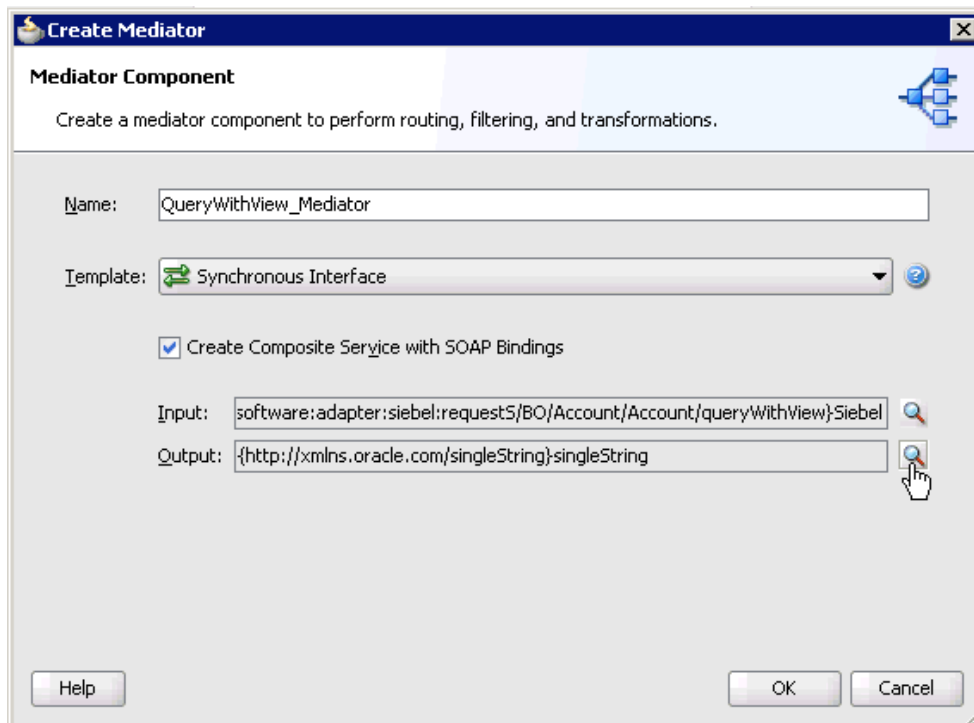 Create Mediator
Mediator Component
Create a mediator component to perform routing, filtering, and transformations.
Name: QueryWithView_Mediator
Template: Synchronous Interface
Create Composite Service with SOAP Bindings
Input: software:adapter:siebel:requestS/BO/Account/Account/queryWithView}Siebel
Output: {http://xmlns.oracle.com/singleString}singleString
Help OK Cancel